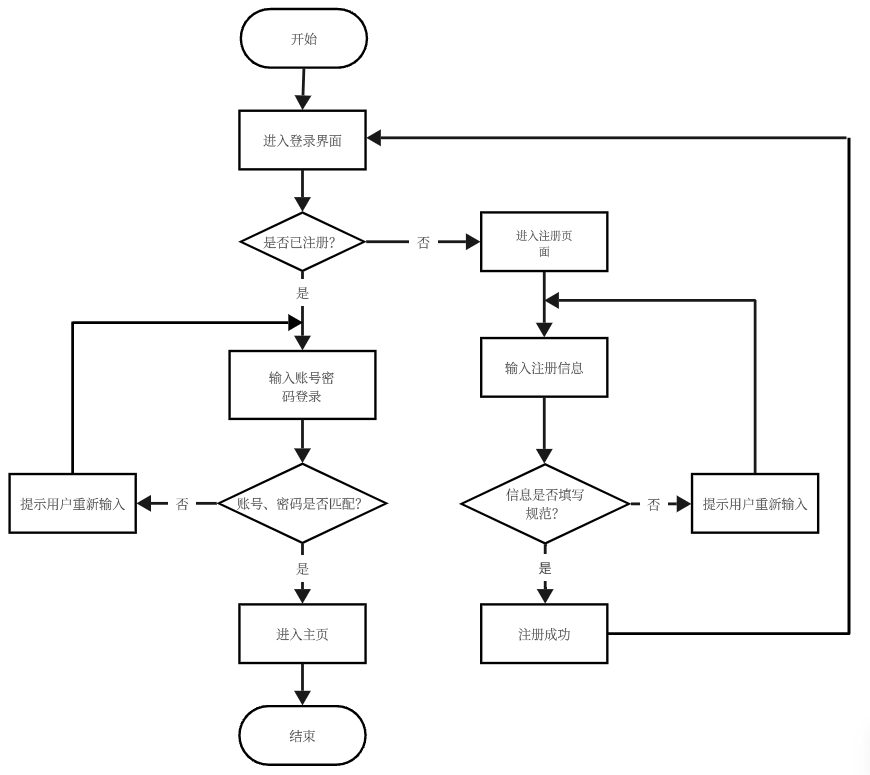 开始
进入登录界面
是否已注册?
否
进入注册页
面
是
输入账号密
码登录
输入注册信息
提示用户重新输入
否
账号、密码是否匹配?
信息是否填写
规范?
否
提示用户重新输入
是
是
进入主页
注册成功
结束